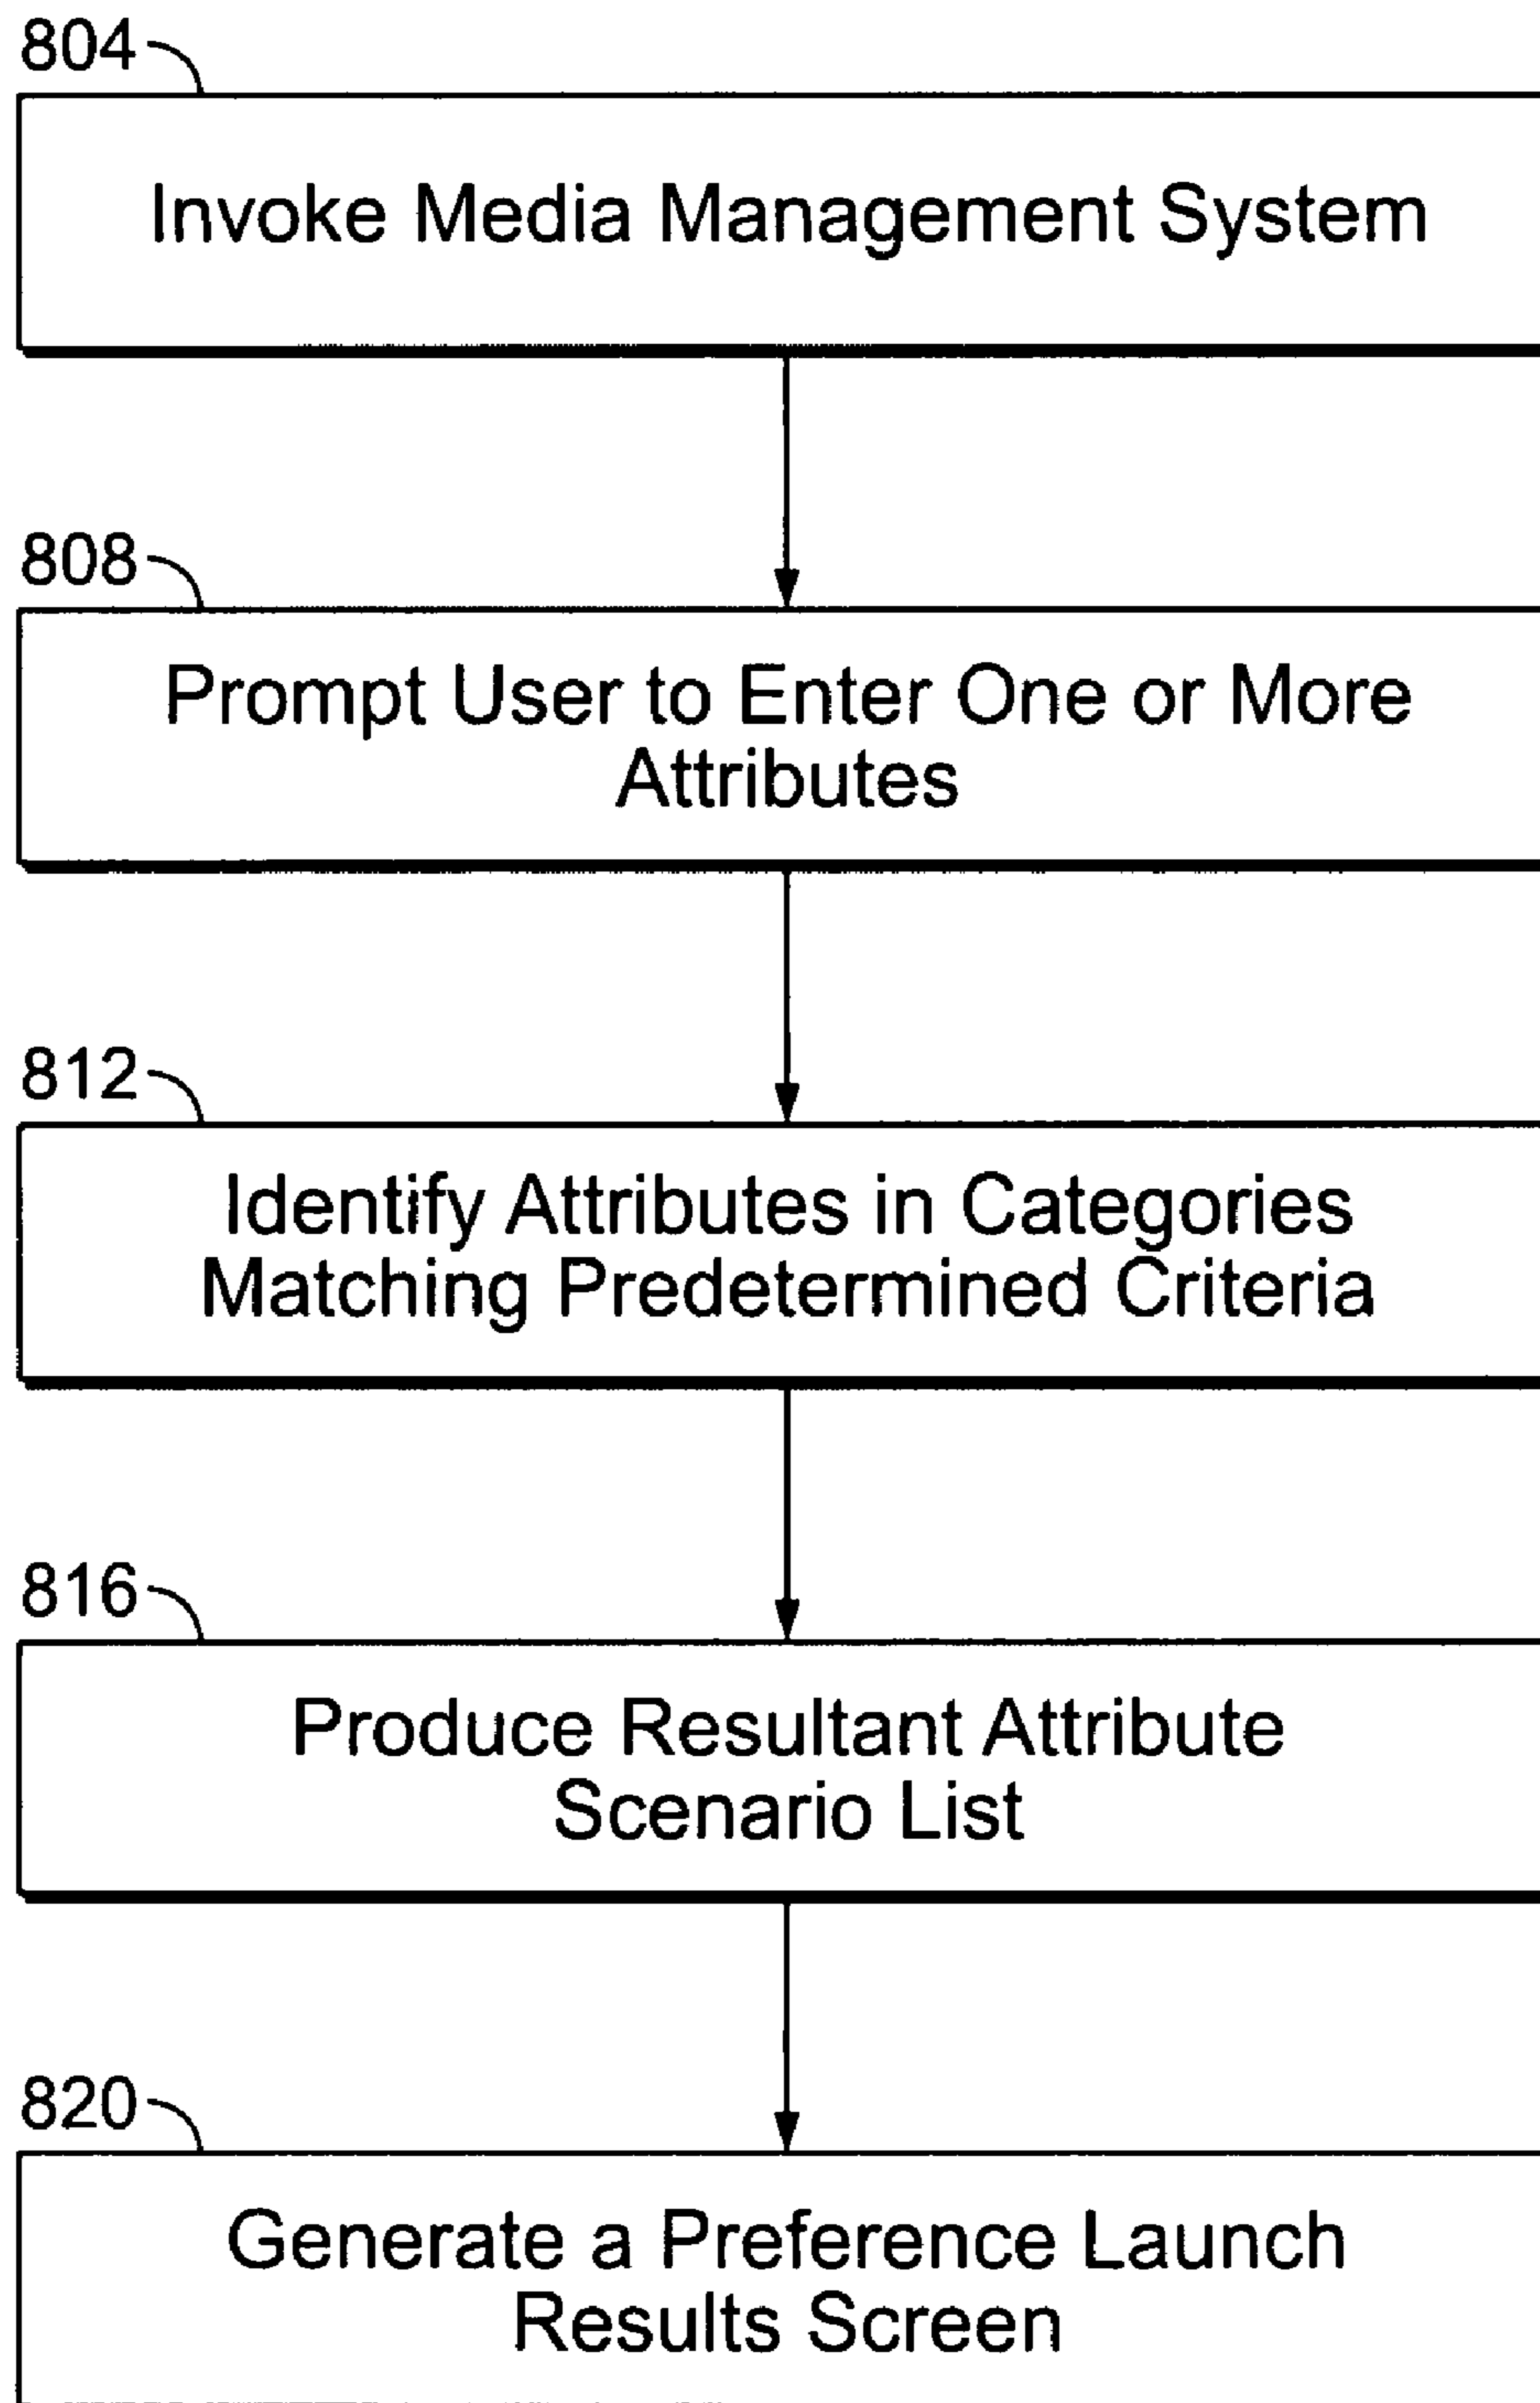 804
Invoke Media Management System
808
Prompt User to Enter One or More
Attributes
812
Identify Attributes in Categories
Matching Predetermined Criteria
816
Produce Resultant Attribute
Scenario List
820
Generate a Preference Launch
Results Screen